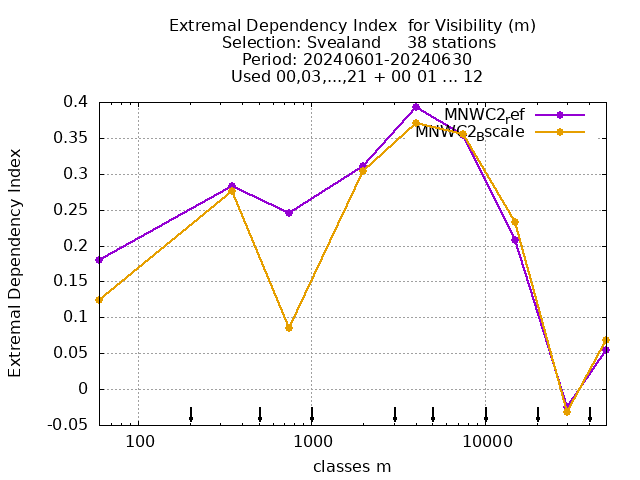 Extremal Dependency Index  for Visibility (m)
Selection: Svealand     38 stations
Period: 20240601-20240630
Used 00,03,...,21 + 00 01 ... 12
MNWC2ref
MNWC2Bscale
Extremal Dependency Index
0.4
0.35
0.3
0.25
0.2
0.15
0.1
0.05
0
-0.05
100 1000 10000
classes m